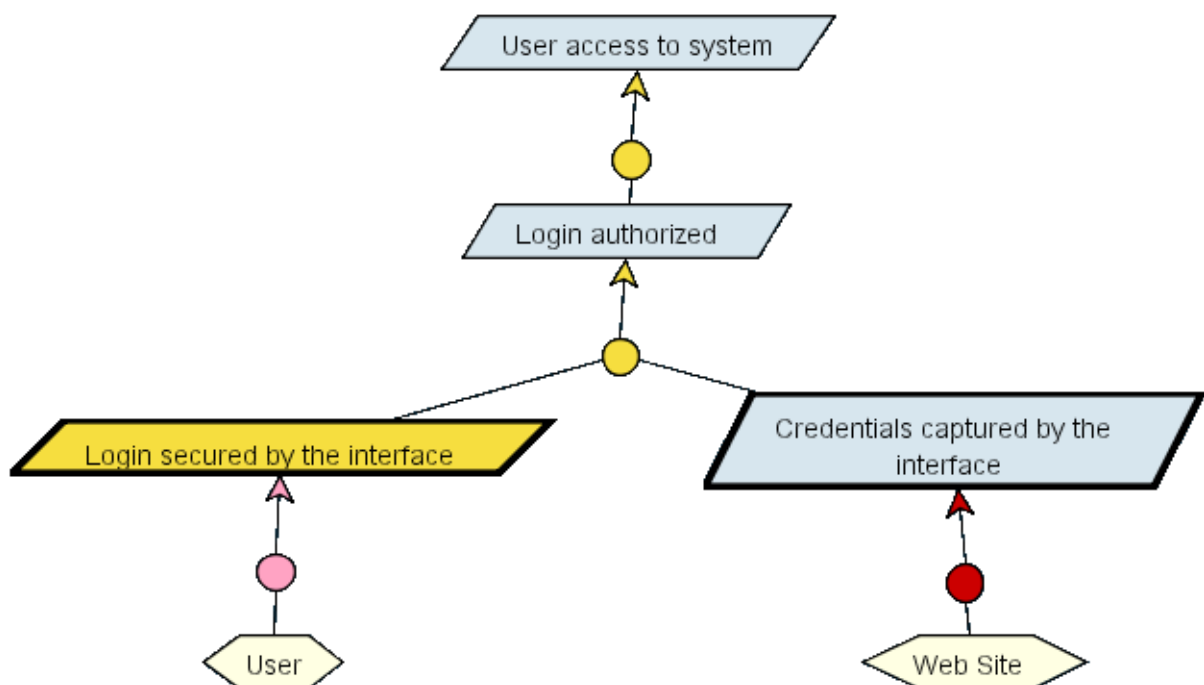 User access to system
Login authorized
Login secured by the interface
Credentials captured by the
interface
User
Web Site